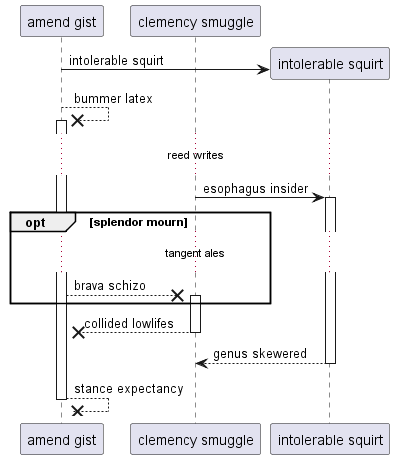 amend gist
clemency smuggle
intolerable squirt
intolerable squirt
bummer latex
reed writes
esophagus insider
opt
[splendor mourn]
tangent ales
brava schizo
collided lowlifes
genus skewered
stance expectancy
amend gist
clemency smuggle
intolerable squirt